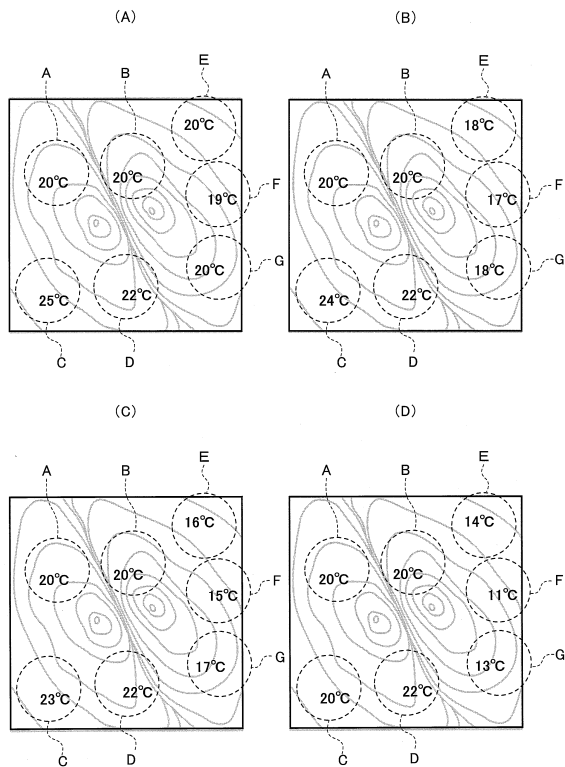 (A) (B)
E E
A B A B
20℃ 18℃
20℃ 20℃ 20℃ 20℃
19℃ F 17℃ F
20℃ G 18℃ G
25℃ 22℃ 24℃ 22℃
C D C D
(C) (D)
E E
A B A B
16℃ 14℃
20℃ 20℃ 20℃ 20℃
15℃ F 11℃ F
17℃ G 13℃ G
23℃ 22℃ 20℃ 22℃
C D C D